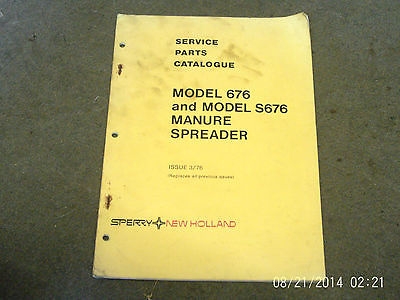 SERVICE
PARTS
CATALOGUE
MODEL 676
and MODEL S676
MANURE
SPREADER
ISSUE 3/76
(Replaces all previous issues)
SPERRY NEW HOLLAND
08/21/2014 02:21